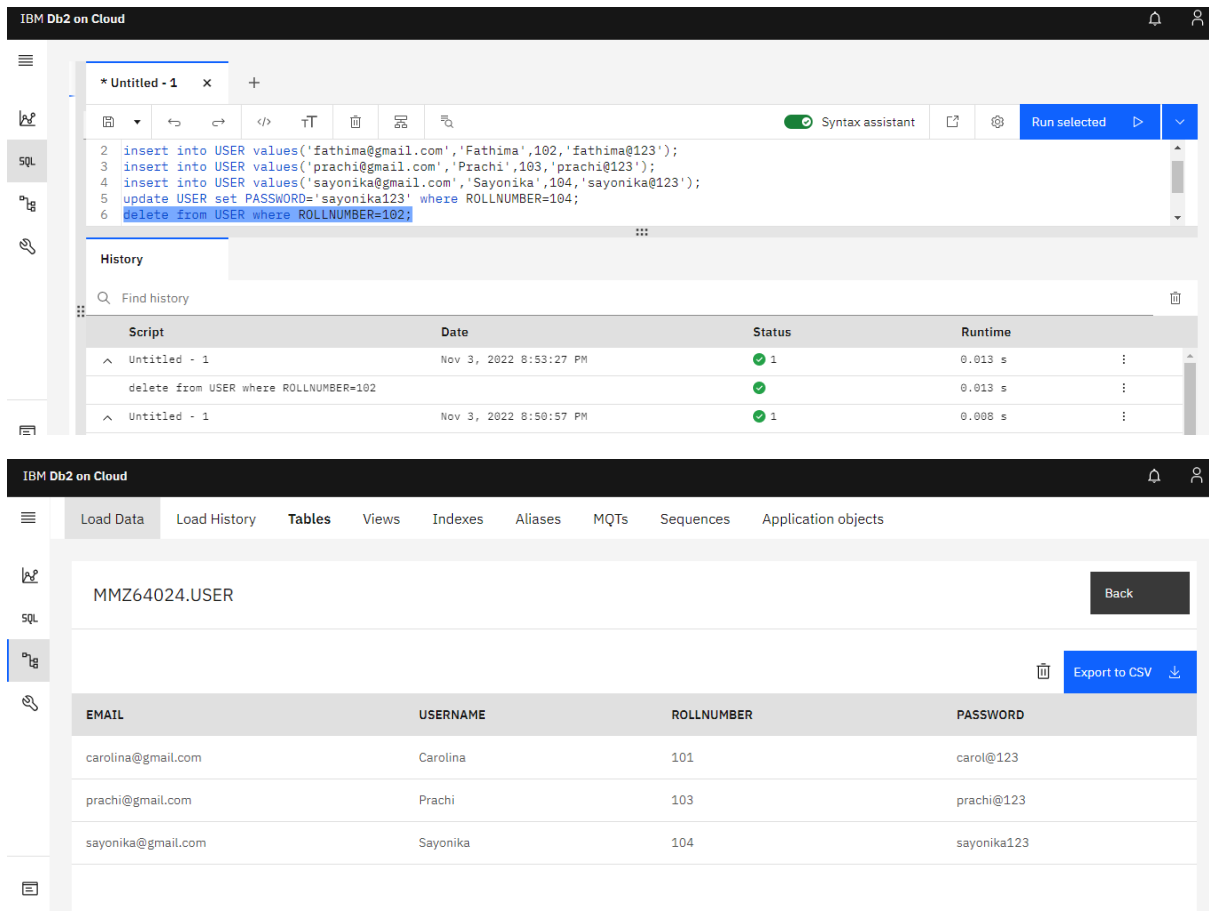 IBM Db2 on Cloud
* Untitled - 1 × +
</> TT Syntax assistant Run selected
SQL
2 insert into USER values('fathima@gmail.com','Fathima',102,'fathima@123');
3 insert into USER values('prachi@gmail.com','Prachi',103,'prachi@123');
4 insert into USER values('sayonika@gmail.com','Sayonika',104,'sayonika@123');
5 update USER set PASSWORD='sayonika123' where ROLLNUMBER=104;
6 delete from USER where ROLLNUMBER=102;
History
Find history
Script Date Status Runtime
Untitled - 1 Nov 3, 2022 8:53:27 PM 1 0.013 s
delete from USER where ROLLNUMBER=102 0.013 s
Untitled - 1 Nov 3, 2022 8:50:57 PM 1 0.008 s
IBM Db2 on Cloud
Load Data Load History Tables Views Indexes Aliases MQTs Sequences Application objects
MMZ64024.USER Back
SQL
Export to CSV
EMAIL USERNAME ROLLNUMBER PASSWORD
carolina@gmail.com Carolina 101 carol@123
prachi@gmail.com Prachi 103 prachi@123
sayonika@gmail.com Sayonika 104 sayonika123